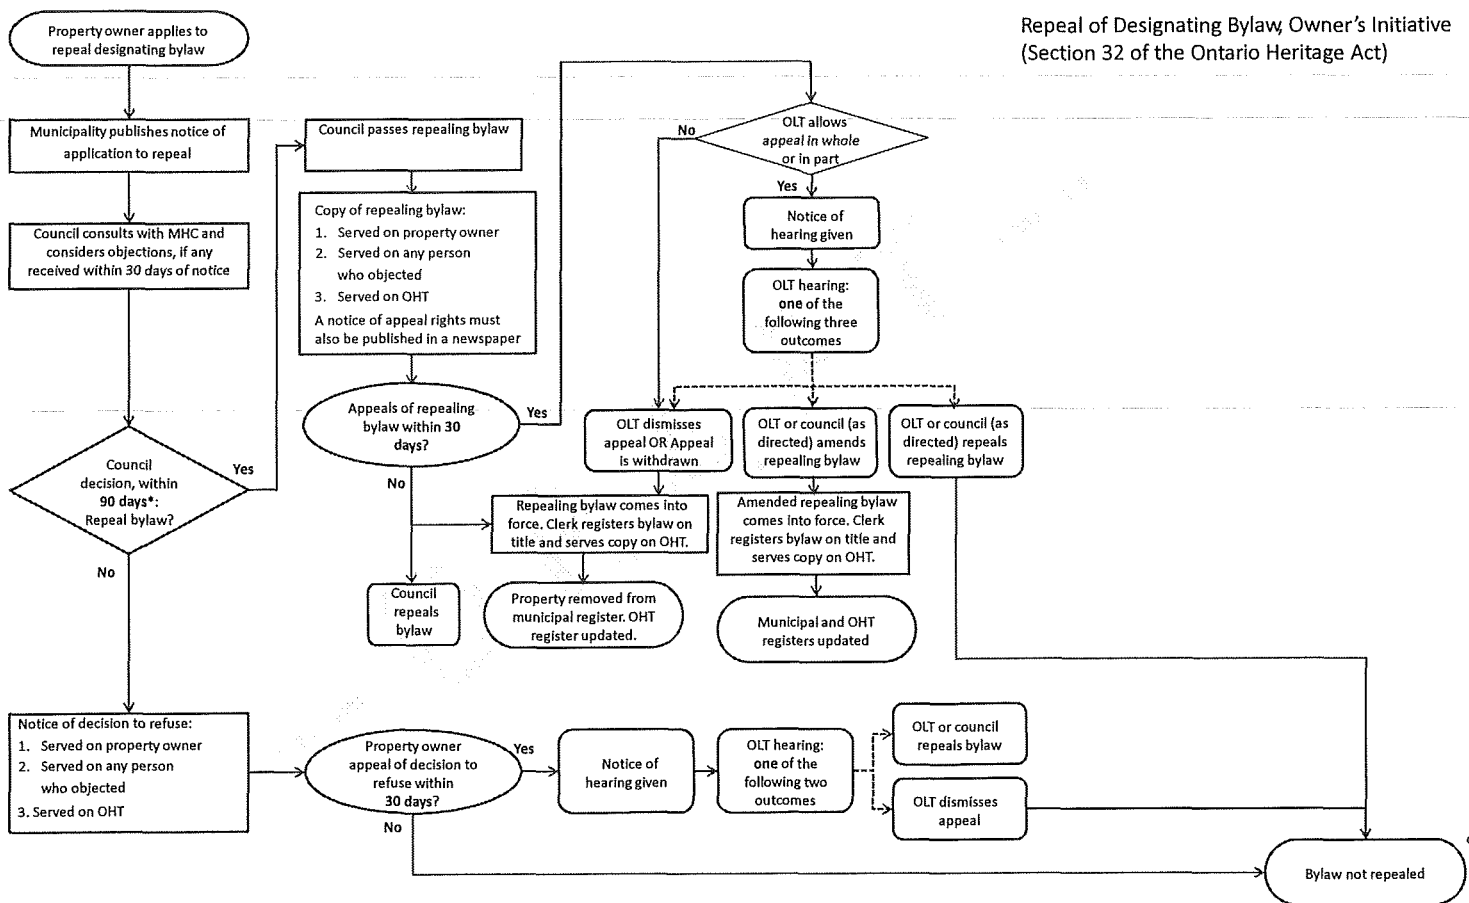 Repeal of Designating Bylaw, Owner's Initiative
(Section 32 of the Ontario Heritage Act)
Property owner applies to
repeal designating bylaw
Municipality publishes notice of
application to repeal
Council consults with MHC and
considers objections, if any
received within 30 days of notice
Council
decision, within
90 days*:
Repeal bylaw?
Yes
No
Council passes repealing bylaw
Copy of repealing bylaw:
1. Served on property owner
2. Served on any person
who objected
3. Served on OHT
A notice of appeal rights must
also be published in a newspaper
Appeals of repealing
bylaw within 30
days?
Yes
No
Council
repeals
bylaw
OLT allows
appeal in whole
or in part
No
Yes
Notice of
hearing given
OLT hearing:
one of the
following three
outcomes
OLT dismisses
appeal OR Appeal
is withdrawn
OLT or council (as
directed) amends
repealing bylaw
OLT or council (as
directed) repeals
repealing bylaw
Repealing bylaw comes into
force. Clerk registers bylaw on
title and serves copy on OHT.
Amended repealing bylaw
comes into force. Clerk
registers bylaw on title and
serves copy on OHT.
Property removed from
municipal register. OHT
register updated.
Municipal and OHT
registers updated
Notice of decision to refuse:
1. Served on property owner
2. Served on any person
who objected
3. Served on OHT
Property owner
appeal of decision to
refuse within
30 days?
Yes
No
Notice of
hearing given
OLT hearing:
one of the
following two
outcomes
OLT or council
repeals bylaw
OLT dismisses
appeal
Bylaw not repealed